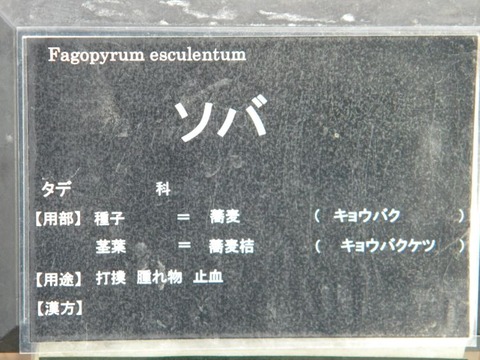 Fagopyrum esculentum
ソバ
タデ 科
【用部】 種子 = 蕎麦 ( キョウバク )
茎葉 = 蕎麦桔 ( キョウバクケツ )
【用途】 打撲 腫れ物 止血
【漢方】